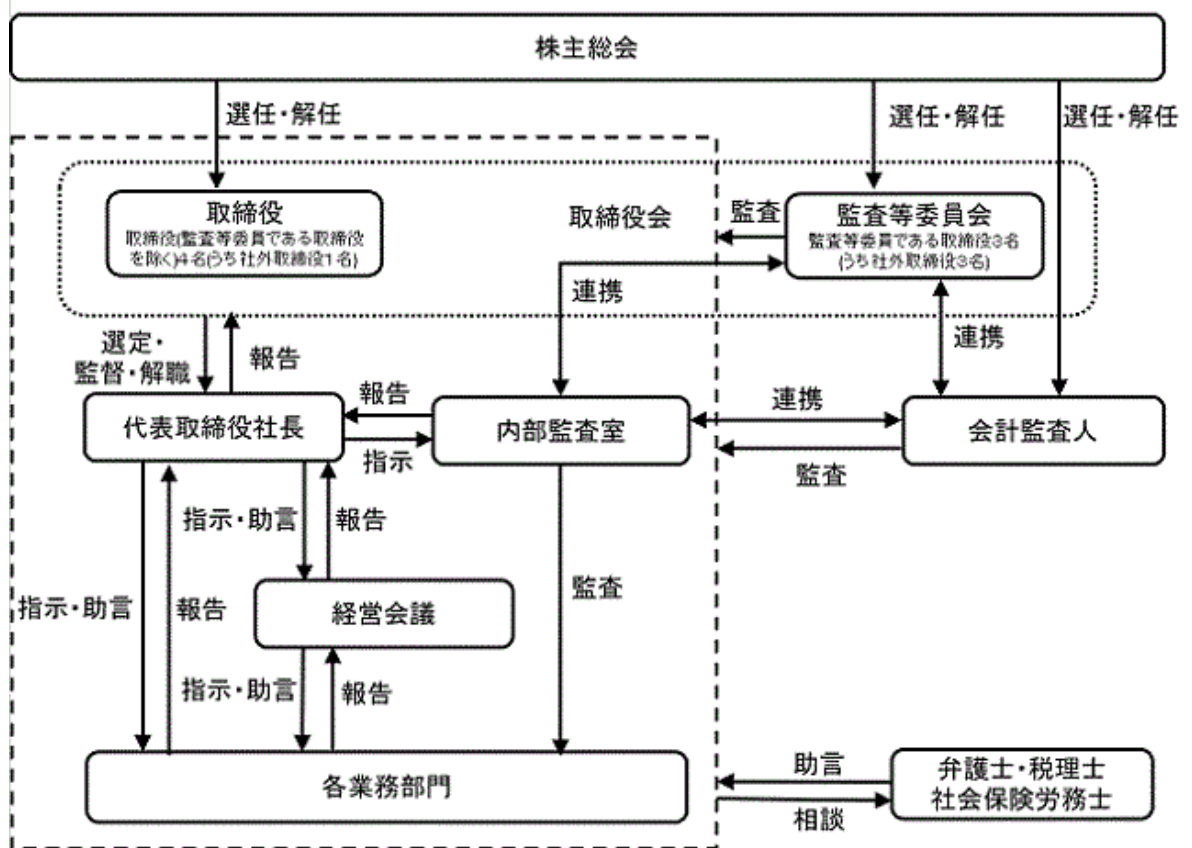 株主総会
選任・解任
選任・解任
選任・解任
取締役
取締役(監査等委員である取締役
を除く)4名(うち社外取締役1名)
取締役会
監査
監査等委員会
監査等委員である取締役3名
(うち社外取締役3名)
連携
連携
選定・
監督・解職
報告
代表取締役社長
報告
指示
内部監査室
連携
監査
会計監査人
指示・助言
報告
指示・助言
報告
経営会議
監査
指示・助言
報告
各業務部門
助言
相談
弁護士・税理士
社会保険労務士